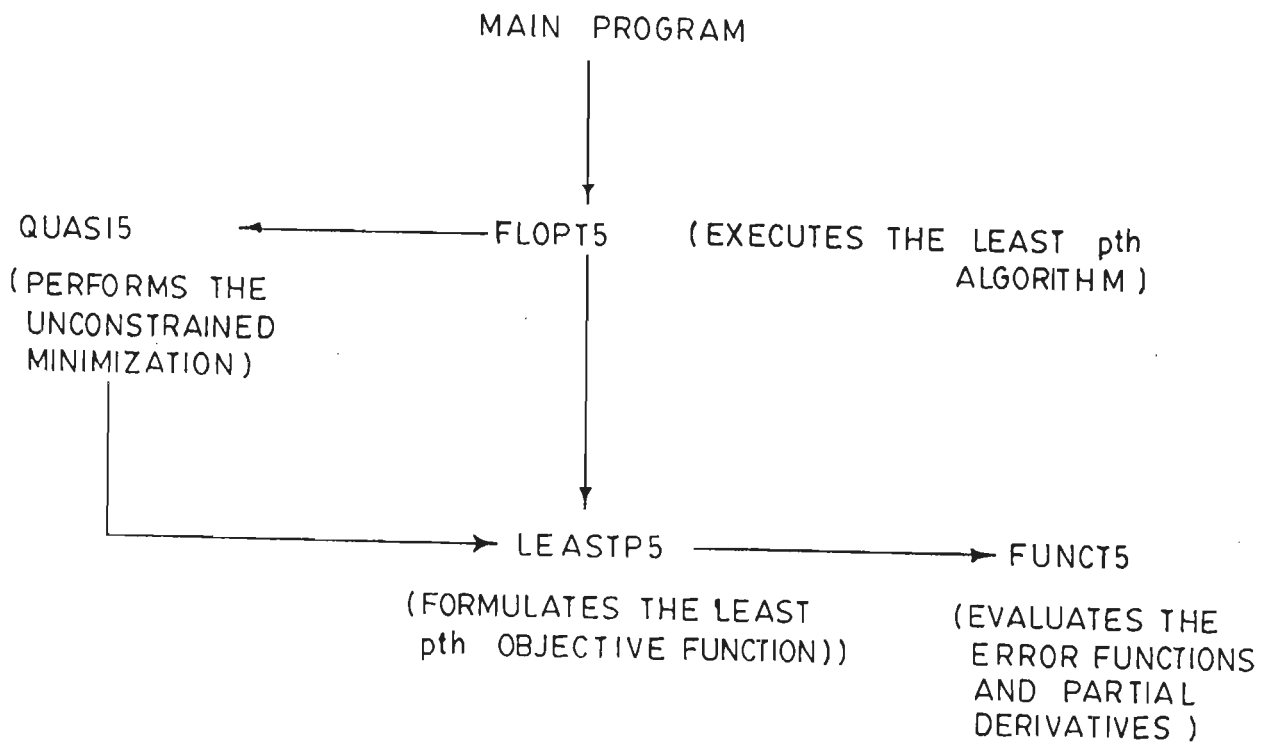 MAIN PROGRAM
QUASI5
FLOPT5
(EXECUTES THE LEAST pth
ALGORITHM)
(PERFORMS THE
UNCONSTRAINED
MINIMIZATION)
LEASTP5
FUNCT5
(FORMULATES THE LEAST
pth OBJECTIVE FUNCTION))
(EVALUATES THE
ERROR FUNCTIONS
AND PARTIAL
DERIVATIVES)